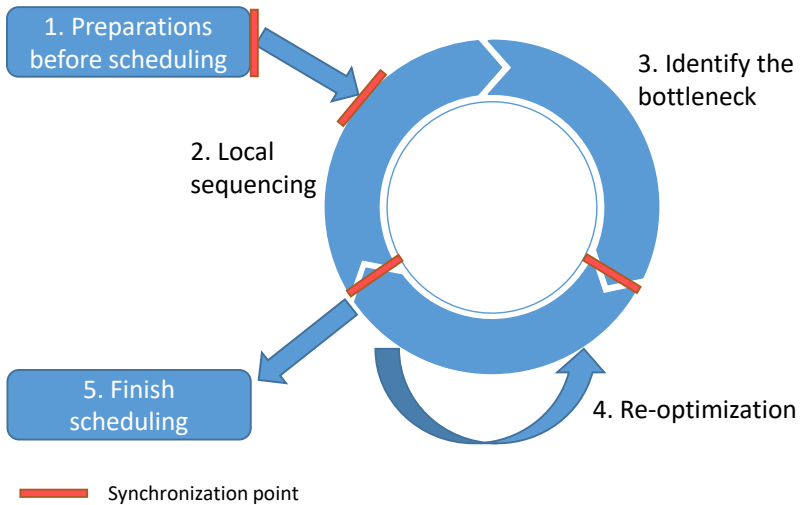 1. Preparations
before scheduling
2. Local
sequencing
3. Identify the
bottleneck
4. Re-optimization
5. Finish
scheduling
Synchronization point